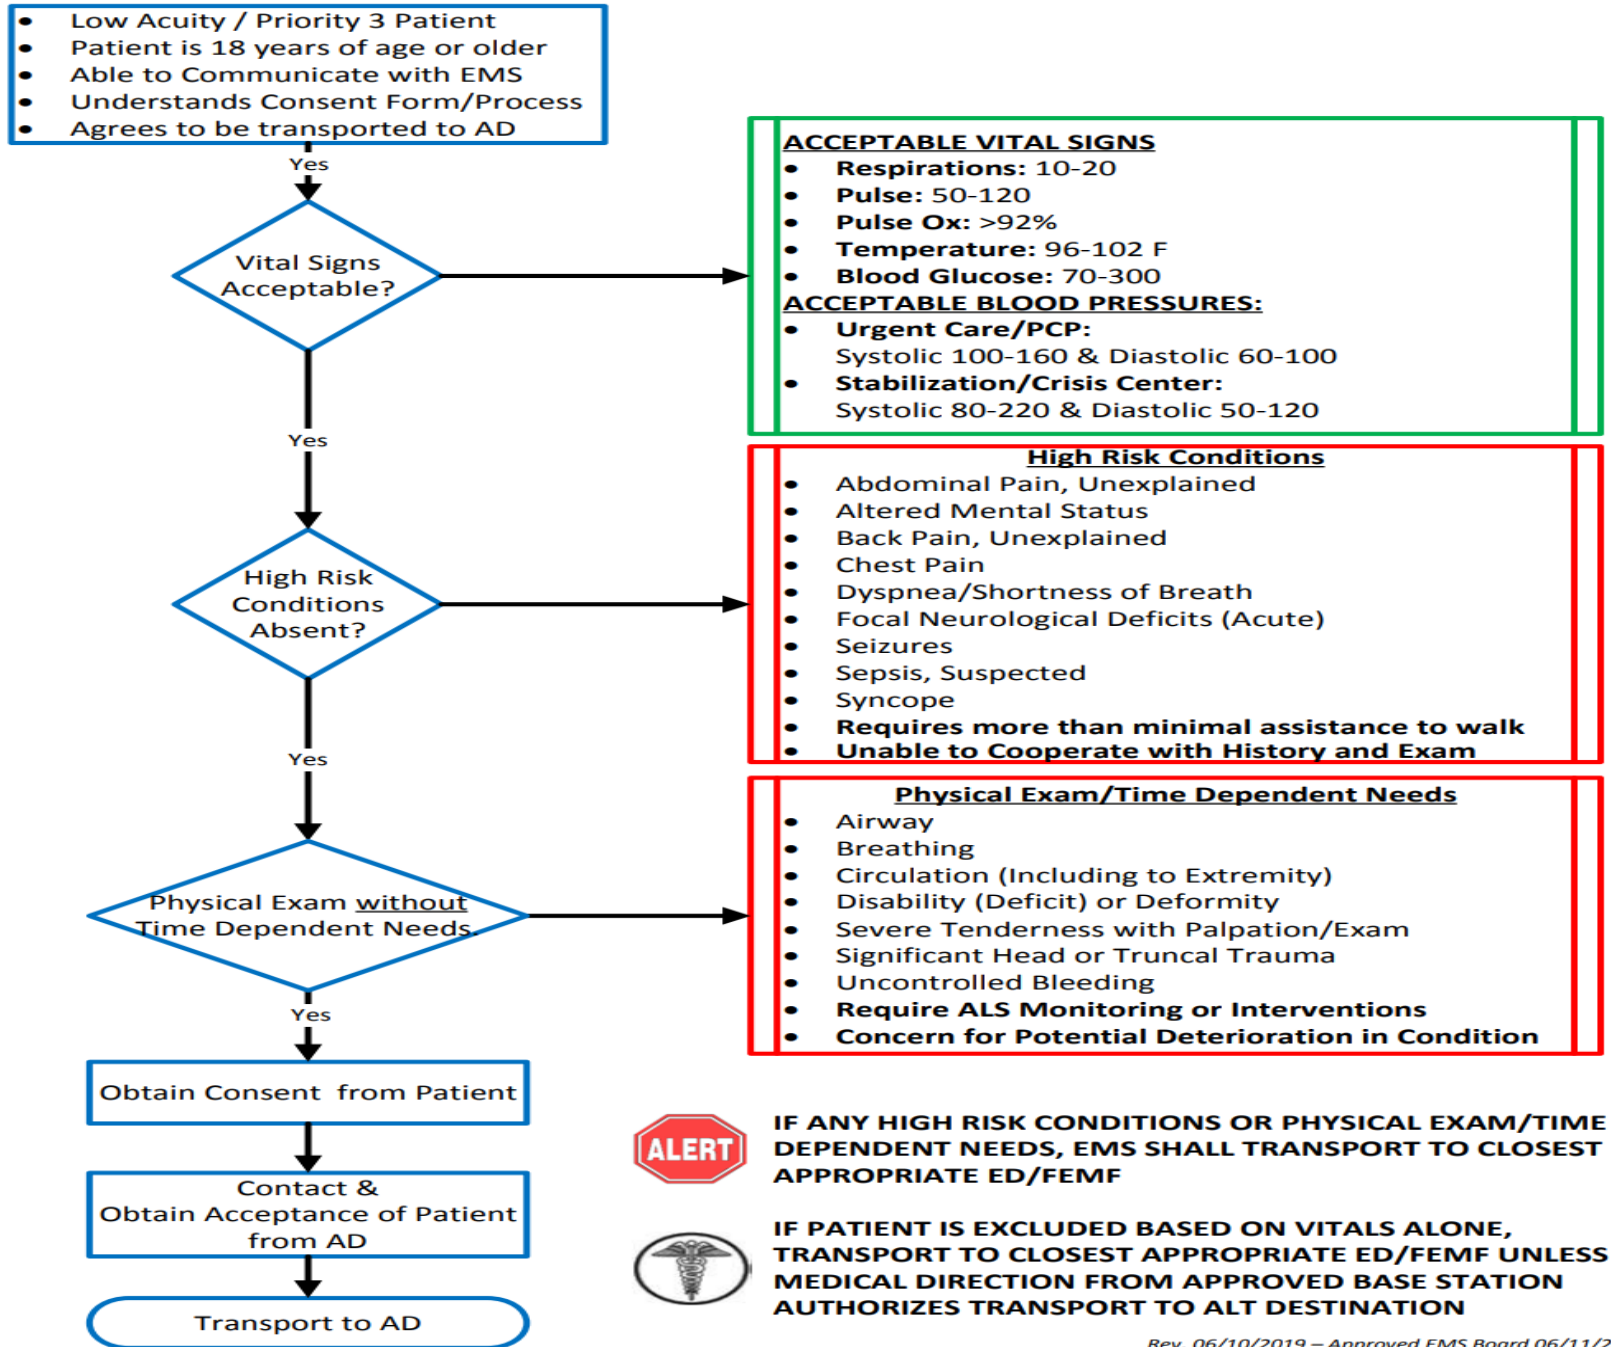 • Low Acuity / Priority 3 Patient
• Patient is 18 years of age or older
• Able to Communicate with EMS
• Understands Consent Form/Process
• Agrees to be transported to AD
Yes
Vital Signs
Acceptable?
ACCEPTABLE VITAL SIGNS
• Respirations: 10-20
• Pulse: 50-120
• Pulse Ox: >92%
• Temperature: 96-102 F
• Blood Glucose: 70-300
ACCEPTABLE BLOOD PRESSURES:
• Urgent Care/PCP:
Systolic 100-160 & Diastolic 60-100
• Stabilization/Crisis Center:
Systolic 80-220 & Diastolic 50-120
Yes
High Risk
Conditions
Absent?
High Risk Conditions
• Abdominal Pain, Unexplained
• Altered Mental Status
• Back Pain, Unexplained
• Chest Pain
• Dyspnea/Shortness of Breath
• Focal Neurological Deficits (Acute)
• Seizures
• Sepsis, Suspected
• Syncope
• Requires more than minimal assistance to walk
• Unable to Cooperate with History and Exam
Yes
Physical Exam without
Time Dependent Needs.
Physical Exam/Time Dependent Needs
• Airway
• Breathing
• Circulation (Including to Extremity)
• Disability (Deficit) or Deformity
• Severe Tenderness with Palpation/Exam
• Significant Head or Truncal Trauma
• Uncontrolled Bleeding
• Require ALS Monitoring or Interventions
• Concern for Potential Deterioration in Condition
Yes
Obtain Consent from Patient
Contact &
Obtain Acceptance of Patient
from AD
Transport to AD
ALERT
IF ANY HIGH RISK CONDITIONS OR PHYSICAL EXAM/TIME
DEPENDENT NEEDS, EMS SHALL TRANSPORT TO CLOSEST
APPROPRIATE ED/FEMF
IF PATIENT IS EXCLUDED BASED ON VITALS ALONE,
TRANSPORT TO CLOSEST APPROPRIATE ED/FEMF UNLESS
MEDICAL DIRECTION FROM APPROVED BASE STATION
AUTHORIZES TRANSPORT TO ALT DESTINATION
Rev. 06/10/2019 – Approved EMS Board